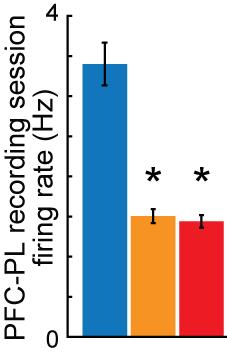 PFC-PL recording session
firing rate (Hz)
4
* *
0